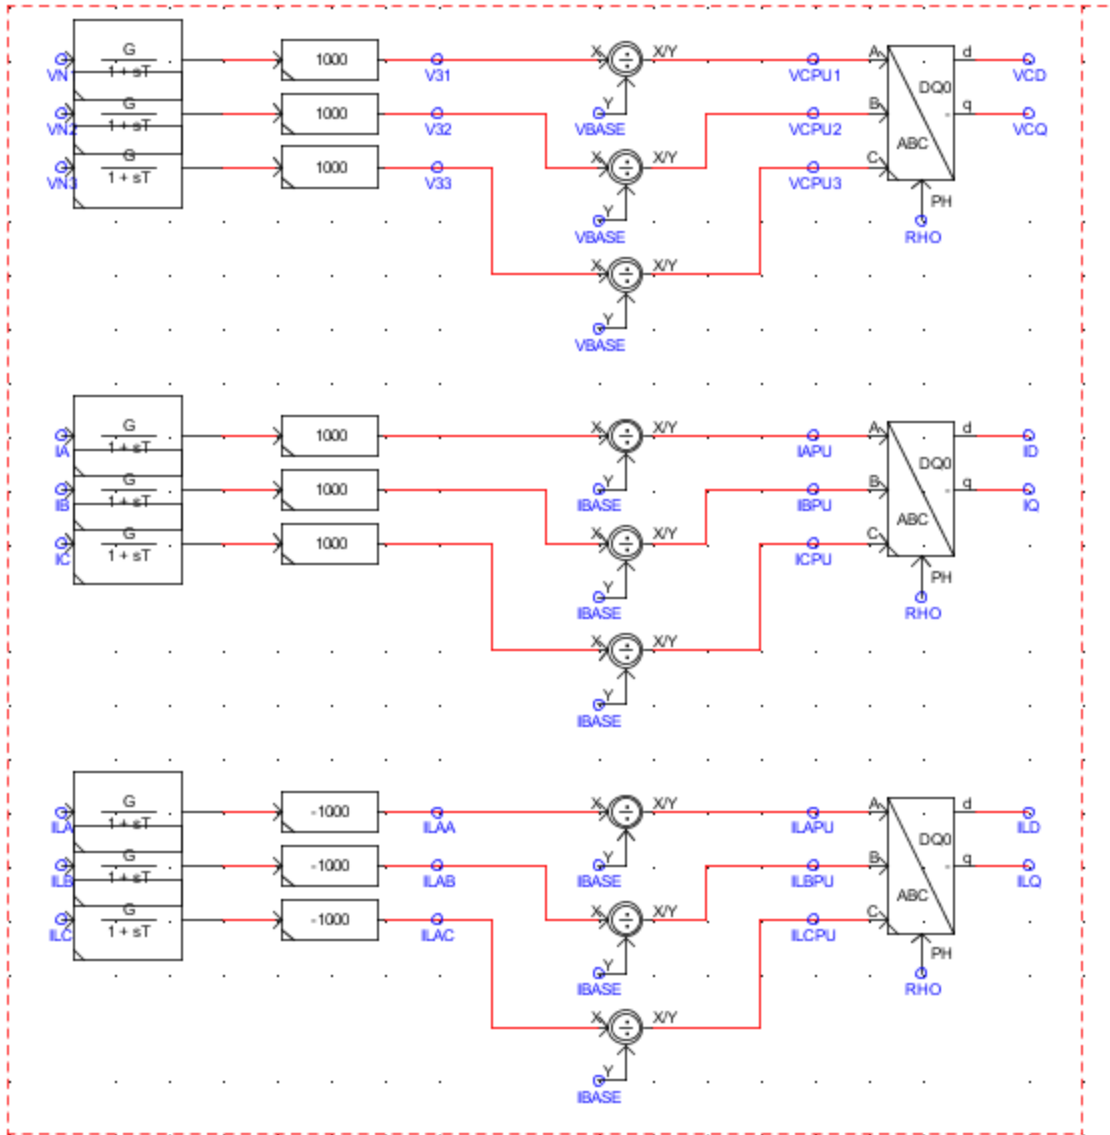 G
1 + sT
1000
X
X/Y
A
d
VN
V31
Y
VCPU1
DQ0
VCD
VBASE
G
1 + sT
1000
B
q
VN2
V32
X
X/Y
VCPU2
VCQ
Y
VBASE
G
1 + sT
1000
C
ABC
VN3
V33
VCPU3
PH
RHO
X
X/Y
Y
VBASE
G
1 + sT
1000
X
X/Y
A
d
IA
Y
IAPU
DQ0
ID
IBASE
G
1 + sT
1000
B
q
IB
X
X/Y
IBPU
IQ
Y
IBASE
G
1 + sT
1000
C
ABC
IC
ICPU
PH
RHO
X
X/Y
Y
IBASE
G
1 + sT
-1000
X
X/Y
A
d
ILA
ILAA
Y
ILAPU
DQ0
ILD
IBASE
G
1 + sT
-1000
B
q
ILB
ILAB
X
X/Y
ILBPU
ILQ
Y
IBASE
G
1 + sT
-1000
C
ABC
ILC
ILAC
ILCPU
PH
RHO
X
X/Y
Y
IBASE